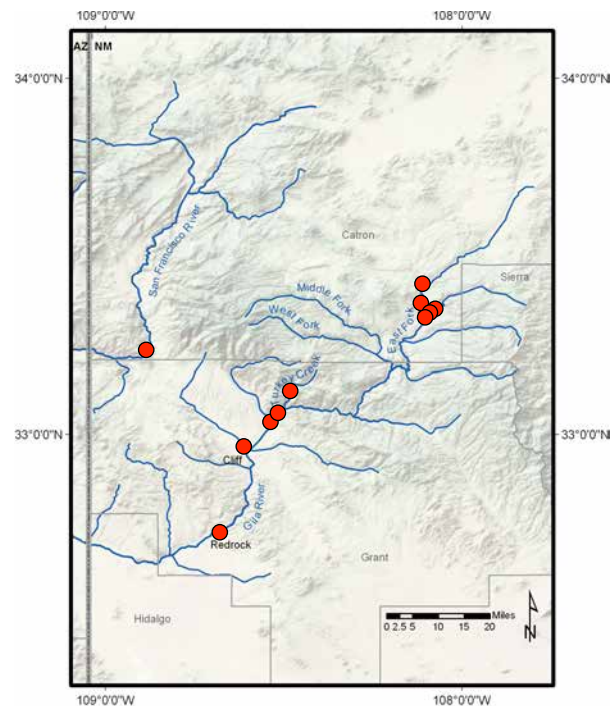 109°0'0"W
108°0'0"W
AZ
NM
34°0'0"N
34°0'0"N
San Francisco River
Catron
Sierra
Middle Fork
West Fork
East Fork
Turkey Creek
33°0'0"N
33°0'0"N
Cliff
Gila River
Redrock
Grant
Hidalgo
Miles
0 2.5 5 10 15 20
N
109°0'0"W
108°0'0"W